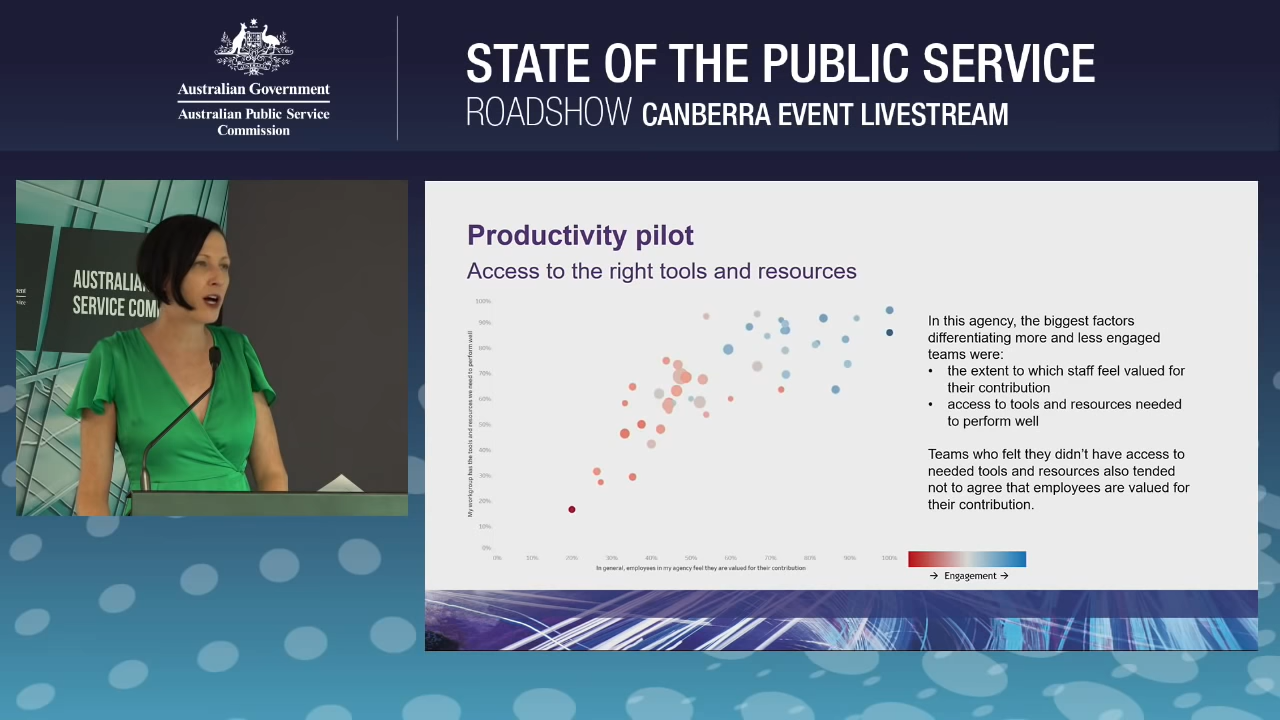 Australian Government
Australian Public Service
Commission
STATE OF THE PUBLIC SERVICE
ROADSHOW CANBERRA EVENT LIVESTREAM
AUSTRALIA
SERVICE COM
Productivity pilot
Access to the right tools and resources
100%
90%
80%
70%
60%
50%
40%
30%
20%
10%
0%
My workgroup has the tools and resources we need to perform well
0% 10% 20% 30% 40% 50% 60% 70% 80% 90% 100%
In general, employees in my agency feel they are valued for their contribution
In this agency, the biggest factors
differentiating more and less engaged
teams were:
• the extent to which staff feel valued for
their contribution
• access to tools and resources needed
to perform well
Teams who felt they didn't have access to
needed tools and resources also tended
not to agree that employees are valued for
their contribution.
→ Engagement →